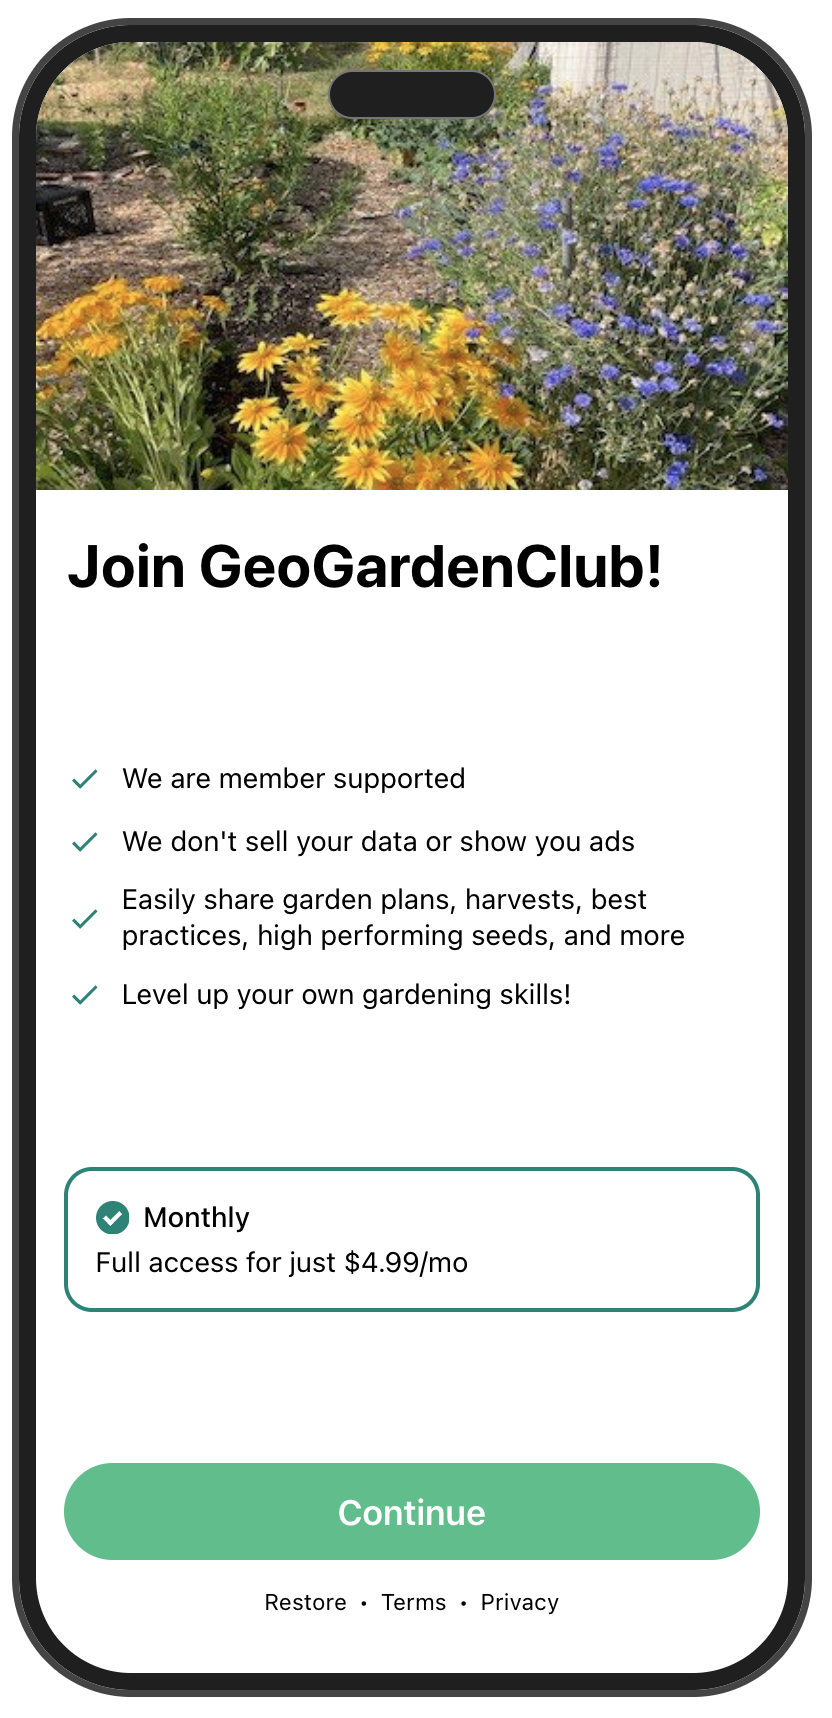 Join GeoGardenClub!
We are member supported
We don't sell your data or show you ads
Easily share garden plans, harvests, best
practices, high performing seeds, and more
Level up your own gardening skills!
Monthly
Full access for just $4.99/mo
Continue
Restore • Terms • Privacy